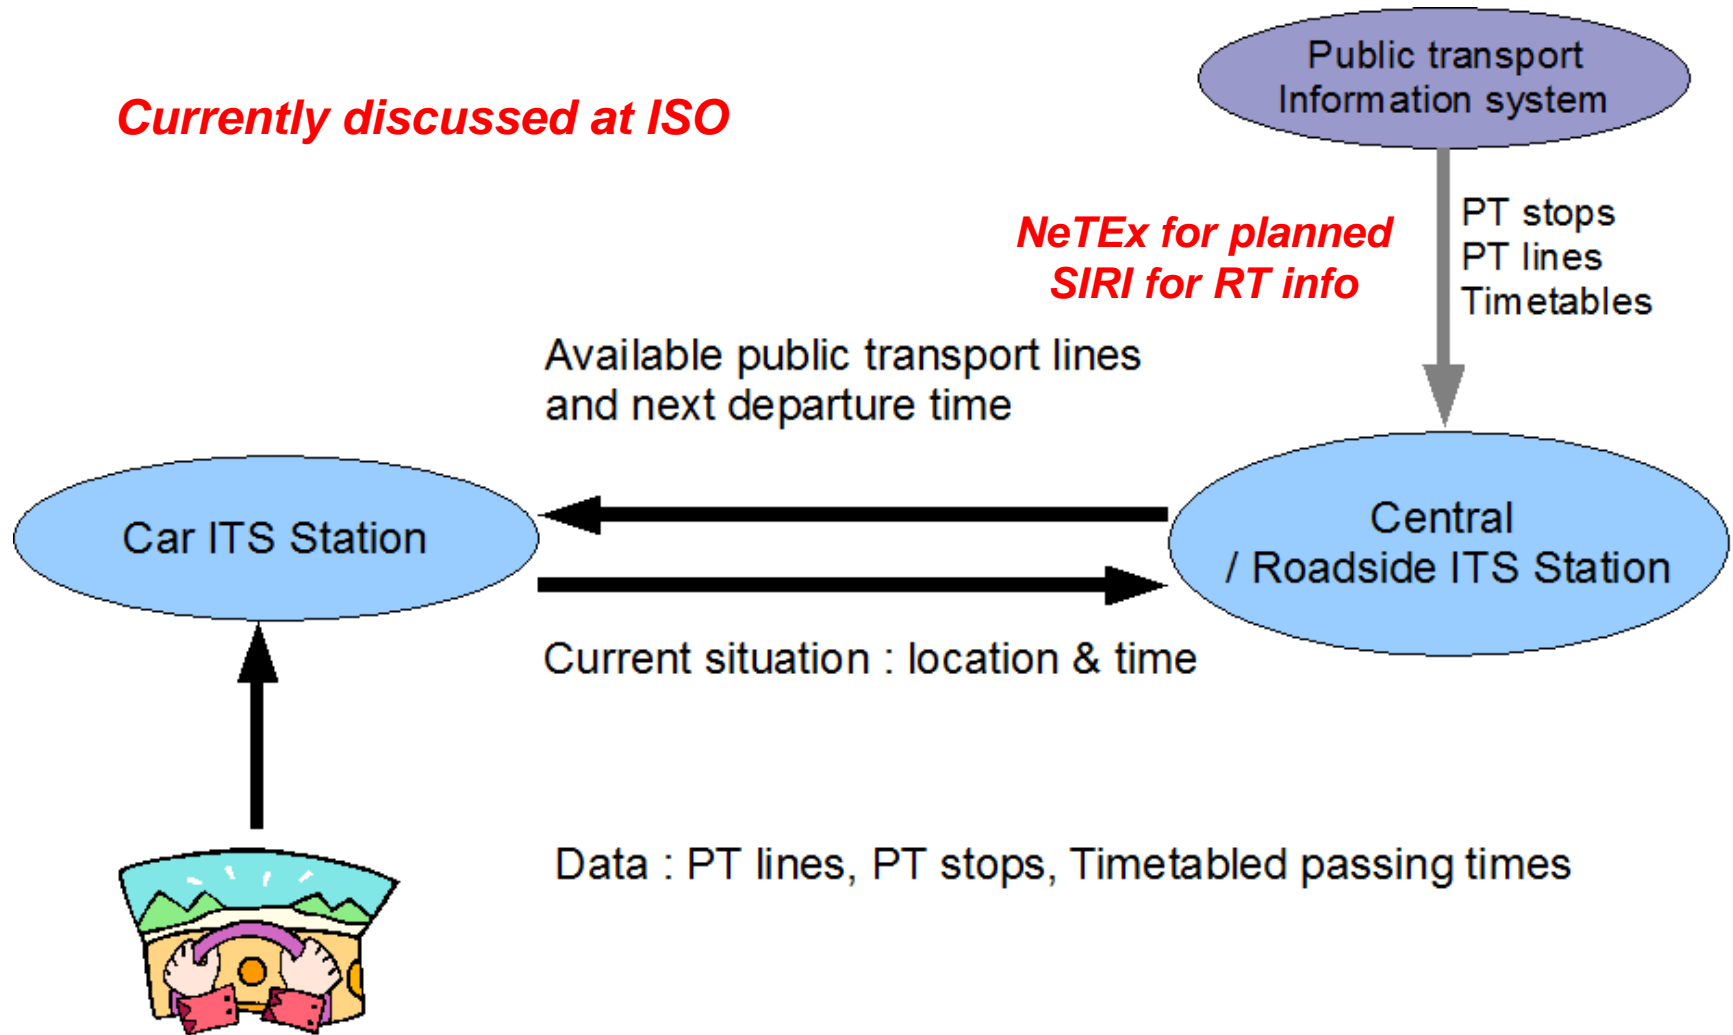 Public transport
Information system
Currently discussed at ISO
NeTEx for planned
SIRI for RT info
PT stops
PT lines
Timetables
Available public transport lines
and next departure time
Car ITS Station
Central
/ Roadside ITS Station
Current situation : location & time
Data : PT lines, PT stops, Timetabled passing times